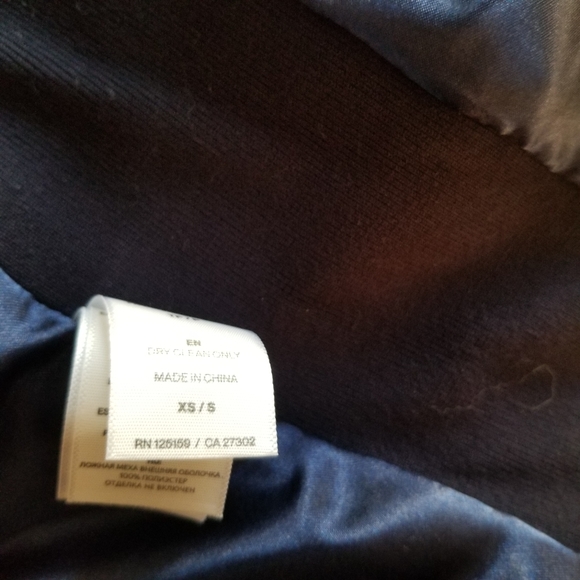 EN
DRY CLEAN ONLY
MADE IN CHINA
XS / S
RN 125159 / CA 27302
ES
ЛОЖНАЯ МЕХА ВНЕШНЯЯ ОБОЛОЧКА
100% ПОЛИЭСТЕР
ОТДЕЛКА НЕ ВКЛЮЧЕН